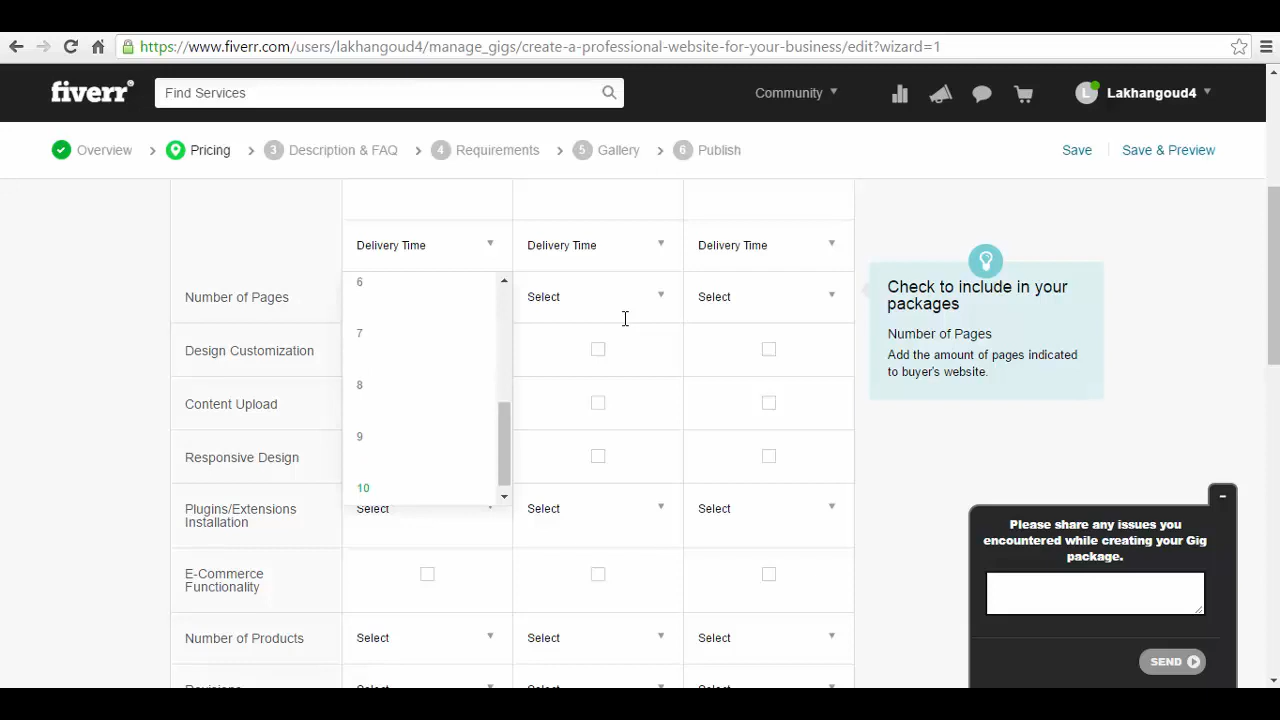 https://www.fiverr.com/users/lakhangoud4/manage_gigs/create-a-professional-website-for-your-business/edit?wizard=1
fiverr
Find Services
Community
L
Lakhangoud4
Overview
Pricing
3 Description & FAQ
4 Requirements
5 Gallery
6 Publish
Save
Save & Preview
Delivery Time
Delivery Time
Delivery Time
Number of Pages
6
7
8
9
10
Select
Select
Design Customization
Content Upload
Responsive Design
Plugins/Extensions
Installation
Select
Select
Select
E-Commerce
Functionality
Number of Products
Select
Select
Select
Revisions
Select
Select
Select
Check to include in your
packages
Number of Pages
Add the amount of pages indicated
to buyer's website.
Please share any issues you
encountered while creating your Gig
package.
SEND